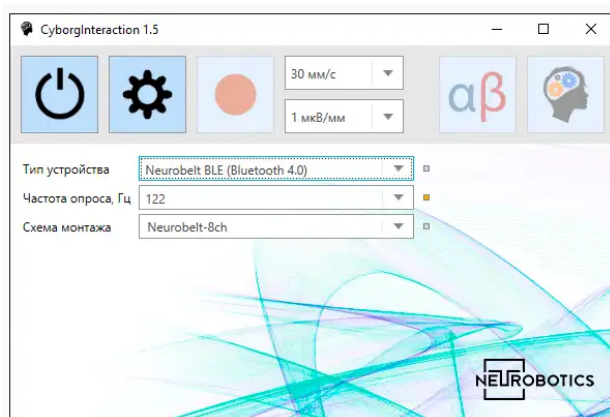 CyborgInteraction 1.5
30 мм/с
1 мкВ/мм
αβ
Тип устройства Neurobelt BLE (Bluetooth 4.0)
Частота опроса, Гц 122
Схема монтажа Neurobelt-8ch
NEUROBOTICS